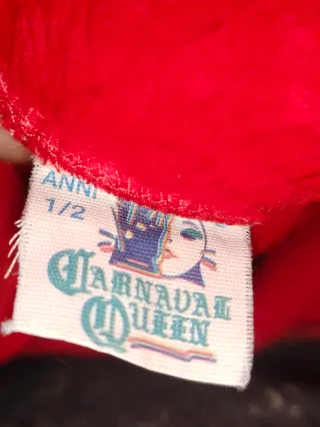 ANNI
1/2
CARNAVAL
QUEEN